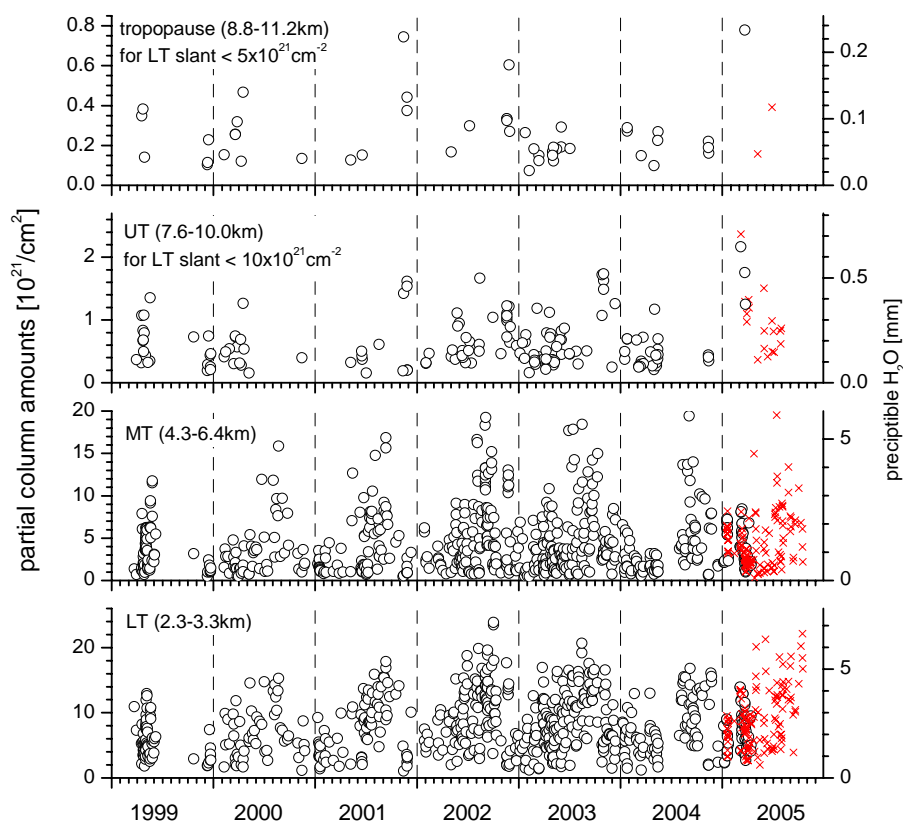 partial column amounts [10²¹/cm²]
preciptible H₂O [mm]
tropopause (8.8-11.2km)
for LT slant < 5x10²¹cm⁻²
0.8
0.6
0.4
0.2
0.0
0.2
0.1
0.0
UT (7.6-10.0km)
for LT slant < 10x10²¹cm⁻²
2
1
0
0.5
0.0
MT (4.3-6.4km)
20
15
10
5
0
5
0
LT (2.3-3.3km)
20
10
0
5
0
1999 2000 2001 2002 2003 2004 2005